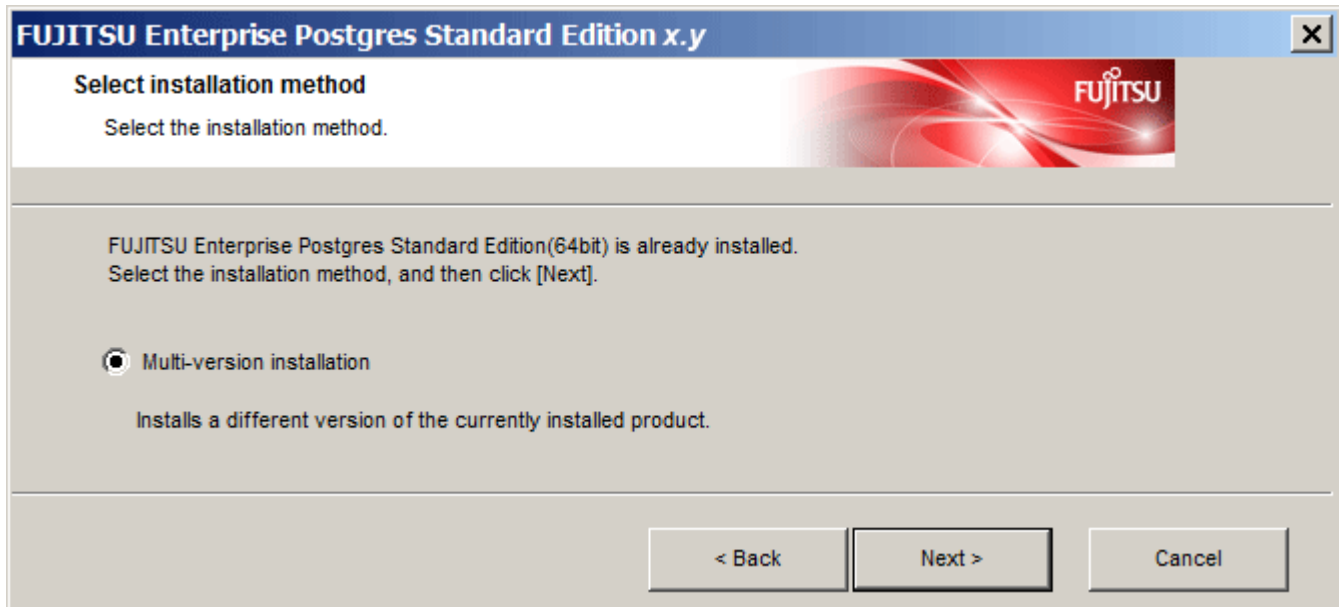 FUJITSU Enterprise Postgres Standard Edition x.y
Select installation method
FUJITSU
Select the installation method.
FUJITSU Enterprise Postgres Standard Edition(64bit) is already installed.
Select the installation method, and then click [Next].
Multi-version installation
Installs a different version of the currently installed product.
< Back Next > Cancel